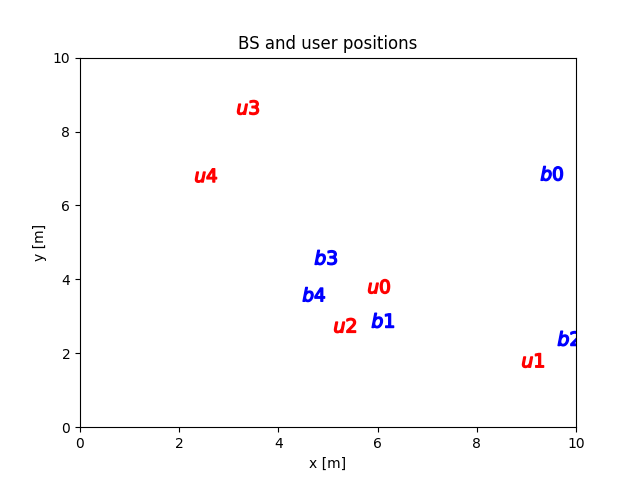 BS and user positions
10
u3
8
u4
b0
6
y [m]
b3
4
u0
b4
b1
u2
b2
2
u1
0
0 2 4 6 8 10
x [m]